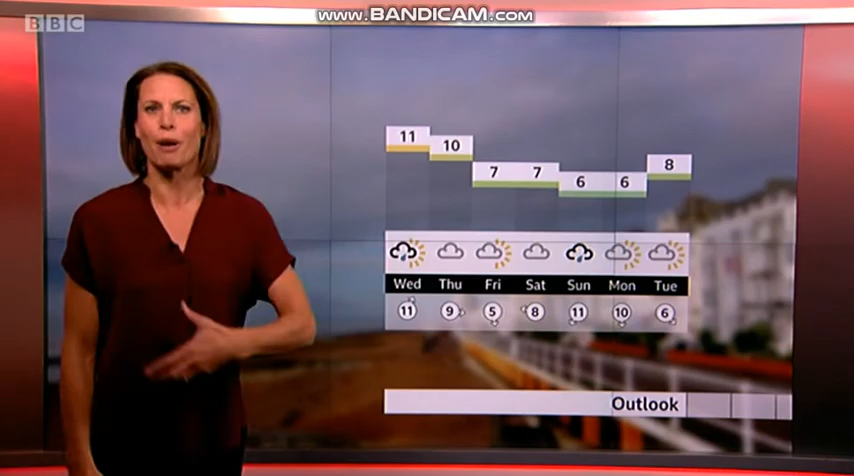 www.BANDICAM.com
BBC
11
10
7 7
6 6
8
Wed Thu Fri Sat Sun Mon Tue
11 9 5 8 11 10 6
Outlook